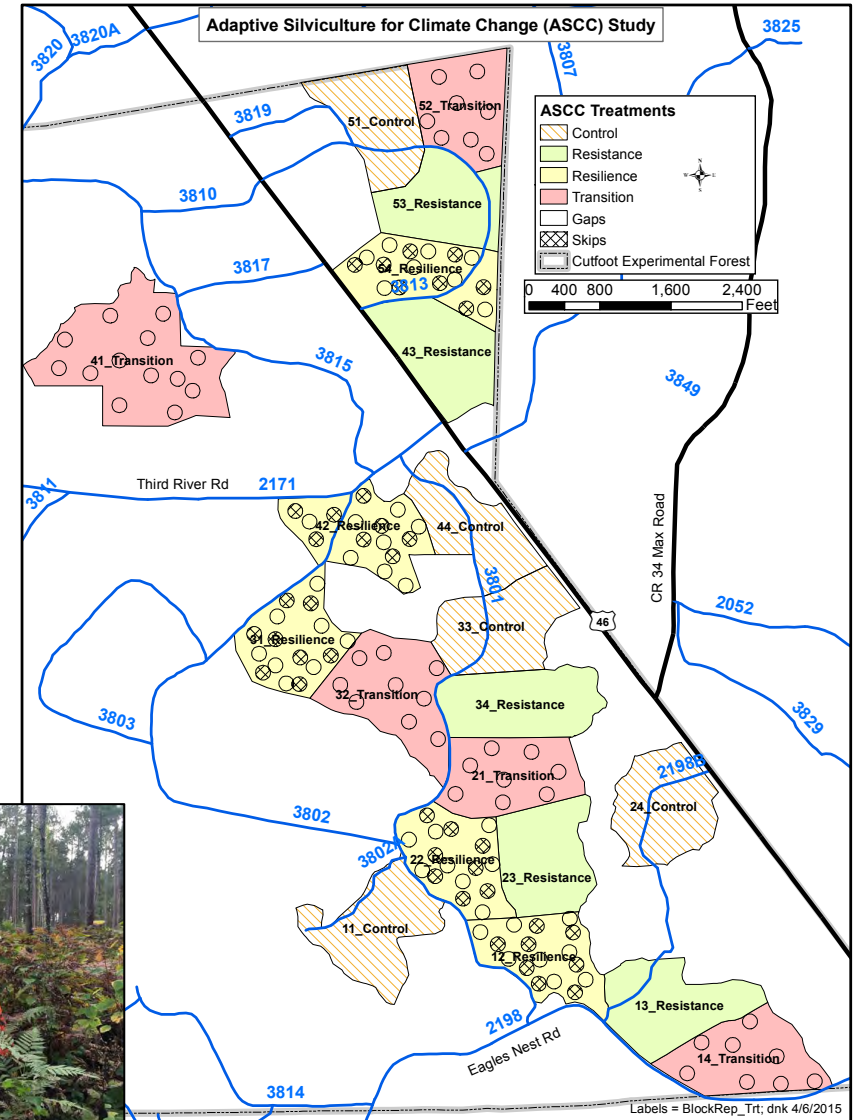 Adaptive Silviculture for Climate Change (ASCC) Study
3820
3820A
3807
3825
3819
51_Control
52_Transition
ASCC Treatments
Control
Resistance
Resilience
Transition
Gaps
Skips
Cutfoot Experimental Forest
N
W
E
S
0 400 800 1,600 2,400
Feet
3810
53_Resistance
3817
54_Resilience
3813
41_Transition
3815
43_Resistance
3849
3811
Third River Rd
2171
42_Resilience
44_Control
3801
CR 34 Max Road
2052
46
33_Control
31_Resilience
32_Transition
34_Resistance
3803
3829
21_Transition
2198B
24_Control
3802
3802A
22_Resilience
23_Resistance
11_Control
12_Resilience
13_Resistance
2198
Eagles Nest Rd
14_Transition
3814
Labels = BlockRep_Trt; dnk 4/6/2015